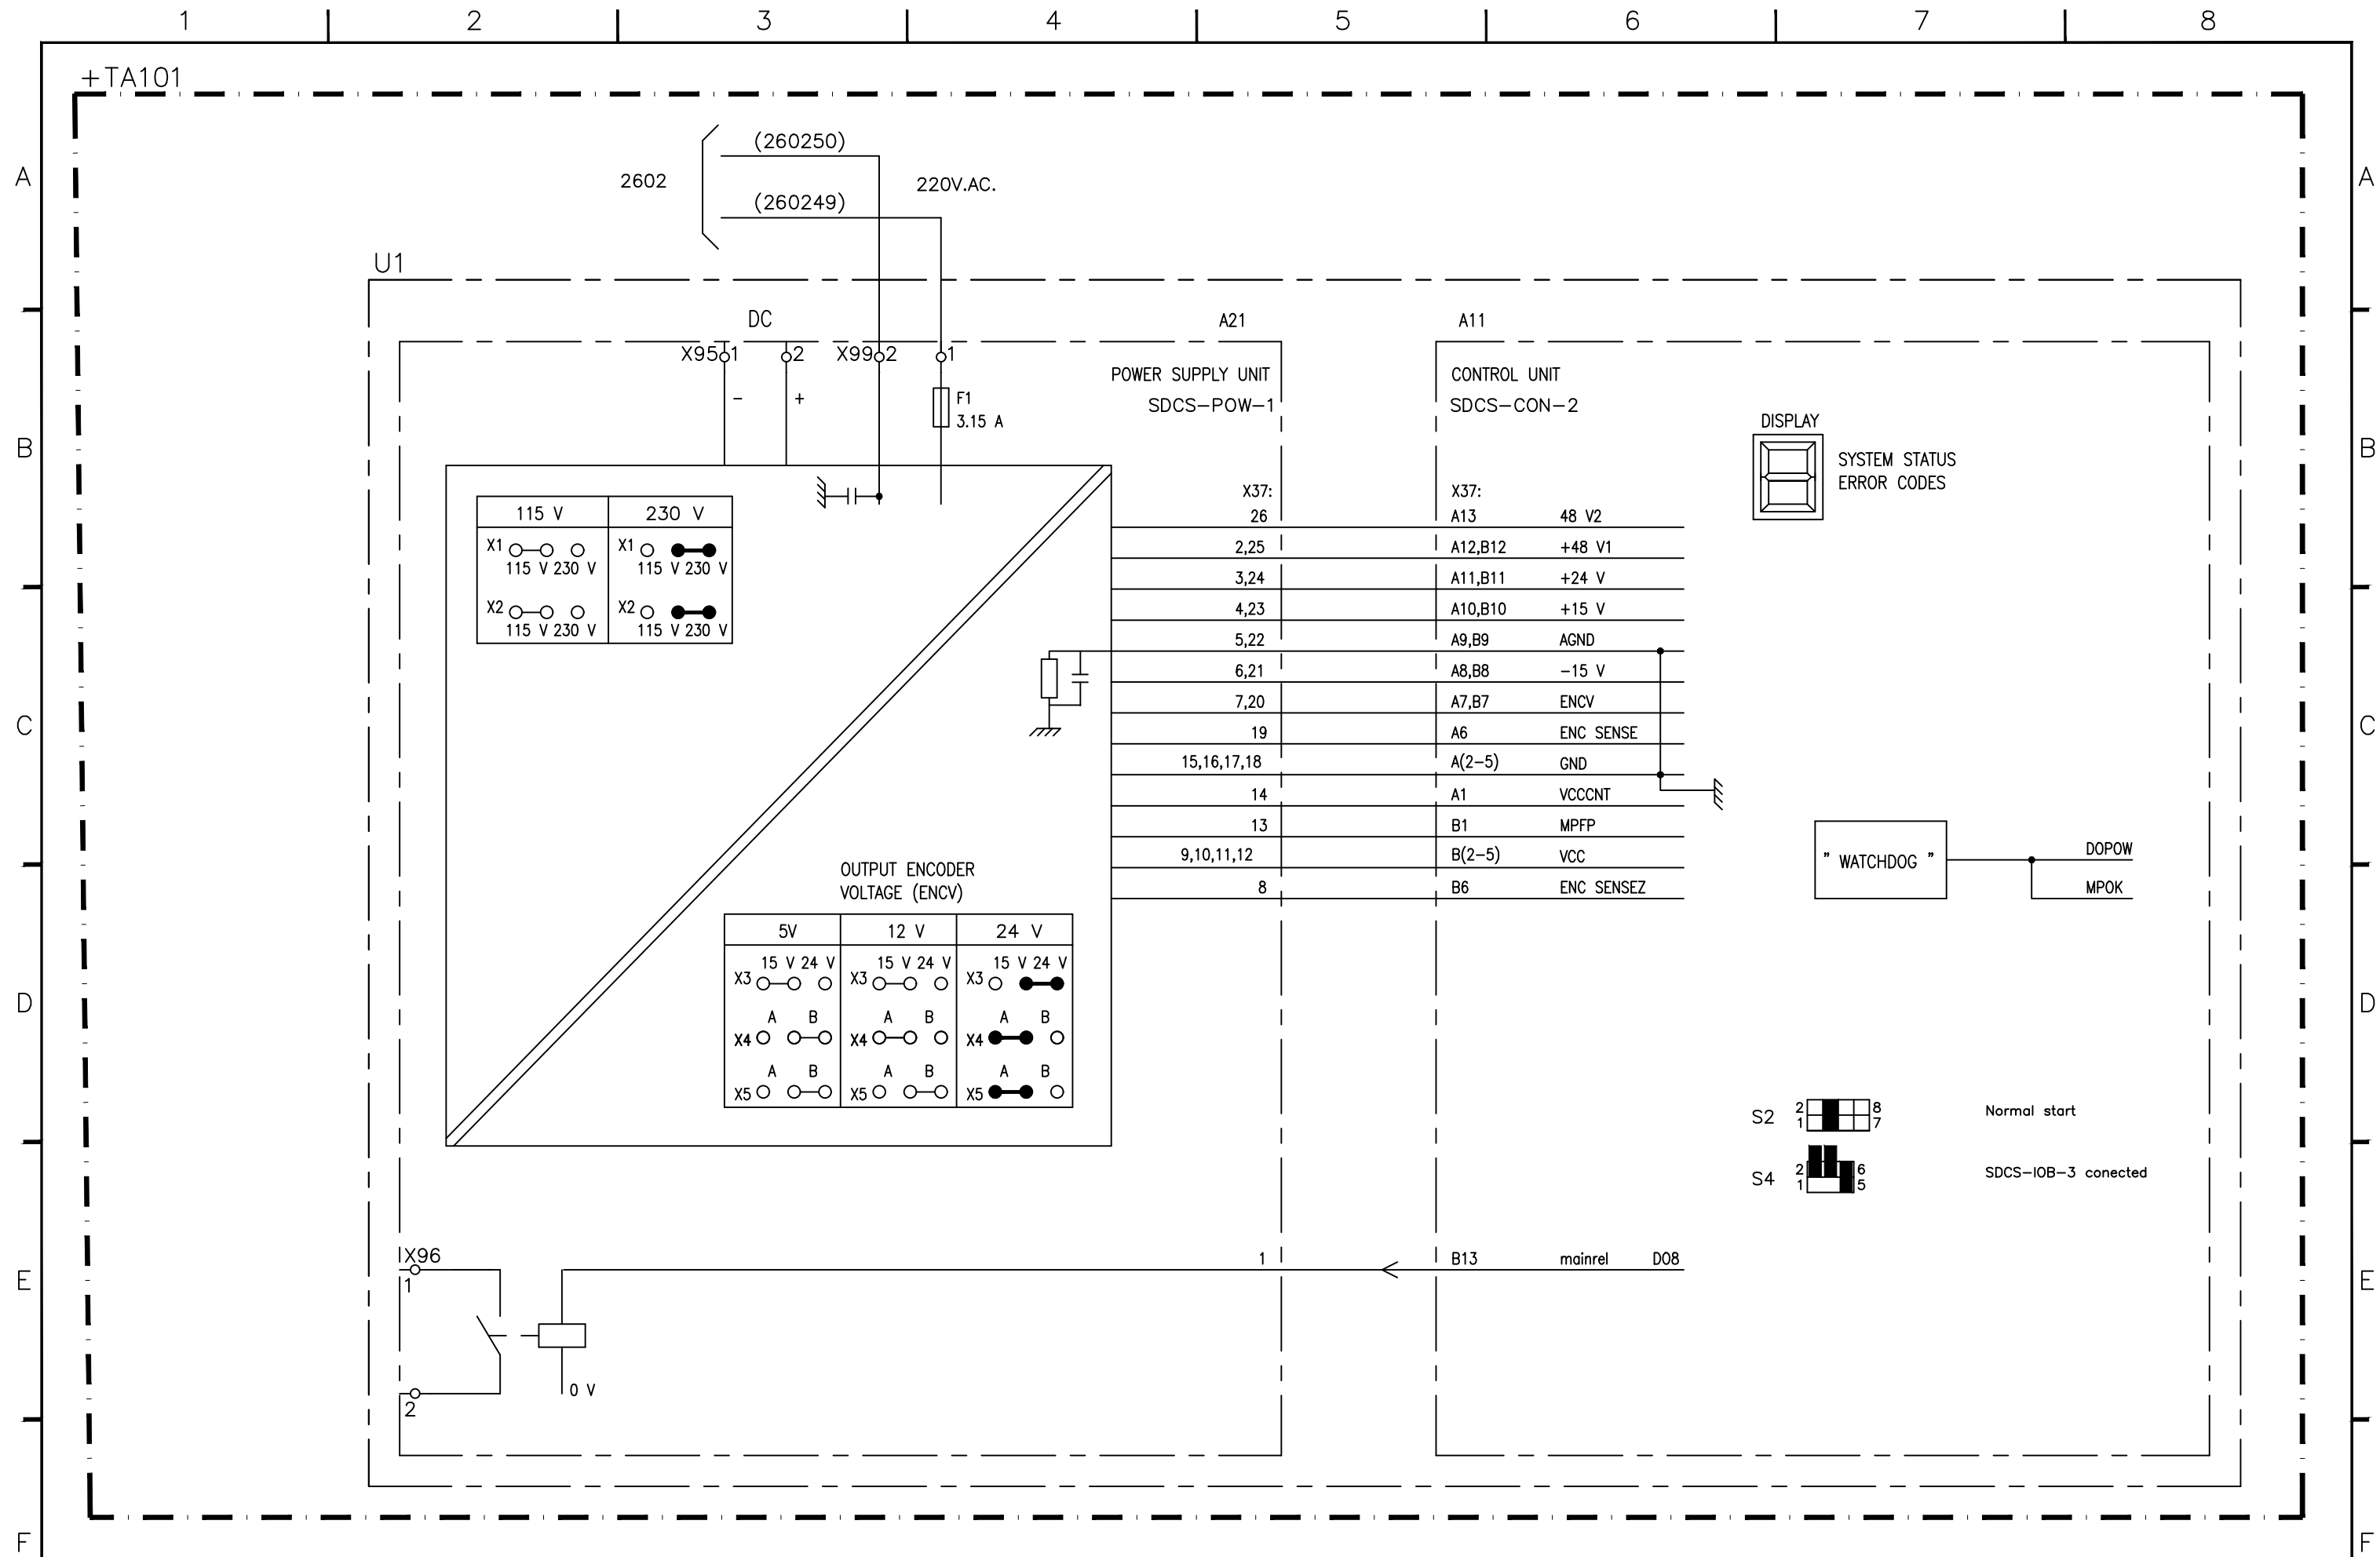 1 2 3 4 5 6 7 8
+TA101
A A
(260250)
2602 220V.AC.
(260249)
U1
DC A21 A11
X95 1 2 X99 2 1
POWER SUPPLY UNIT CONTROL UNIT
- + F1 SDCS-POW-1 SDCS-CON-2
3.15 A
DISPLAY
B B
SYSTEM STATUS
ERROR CODES
X37: X37:
115 V 230 V
26 A13 48 V2
X1 X1
2,25 A12,B12 +48 V1
115 V 230 V 115 V 230 V
3,24 A11,B11 +24 V
X2 X2
4,23 A10,B10 +15 V
115 V 230 V 115 V 230 V
5,22 A9,B9 AGND
6,21 A8,B8 -15 V
7,20 A7,B7 ENCV
C C
19 A6 ENC SENSE
15,16,17,18 A(2-5) GND
14 A1 VCCCNT
13 B1 MPFP
9,10,11,12 B(2-5) VCC
" WATCHDOG " DOPOW
MPOK
OUTPUT ENCODER
VOLTAGE (ENCV)
8 B6 ENC SENSEZ
5V 12 V 24 V
15 V 24 V 15 V 24 V 15 V 24 V
X3 X3 X3
D D
A B A B A B
X4 X4 X4
A B A B A B
X5 X5 X5
S2 2 8 Normal start
1 7
S4 2 6 SDCS-IOB-3 conected
1 5
X96
1 B13 mainrel DO8
1
E E
0 V
2
F F